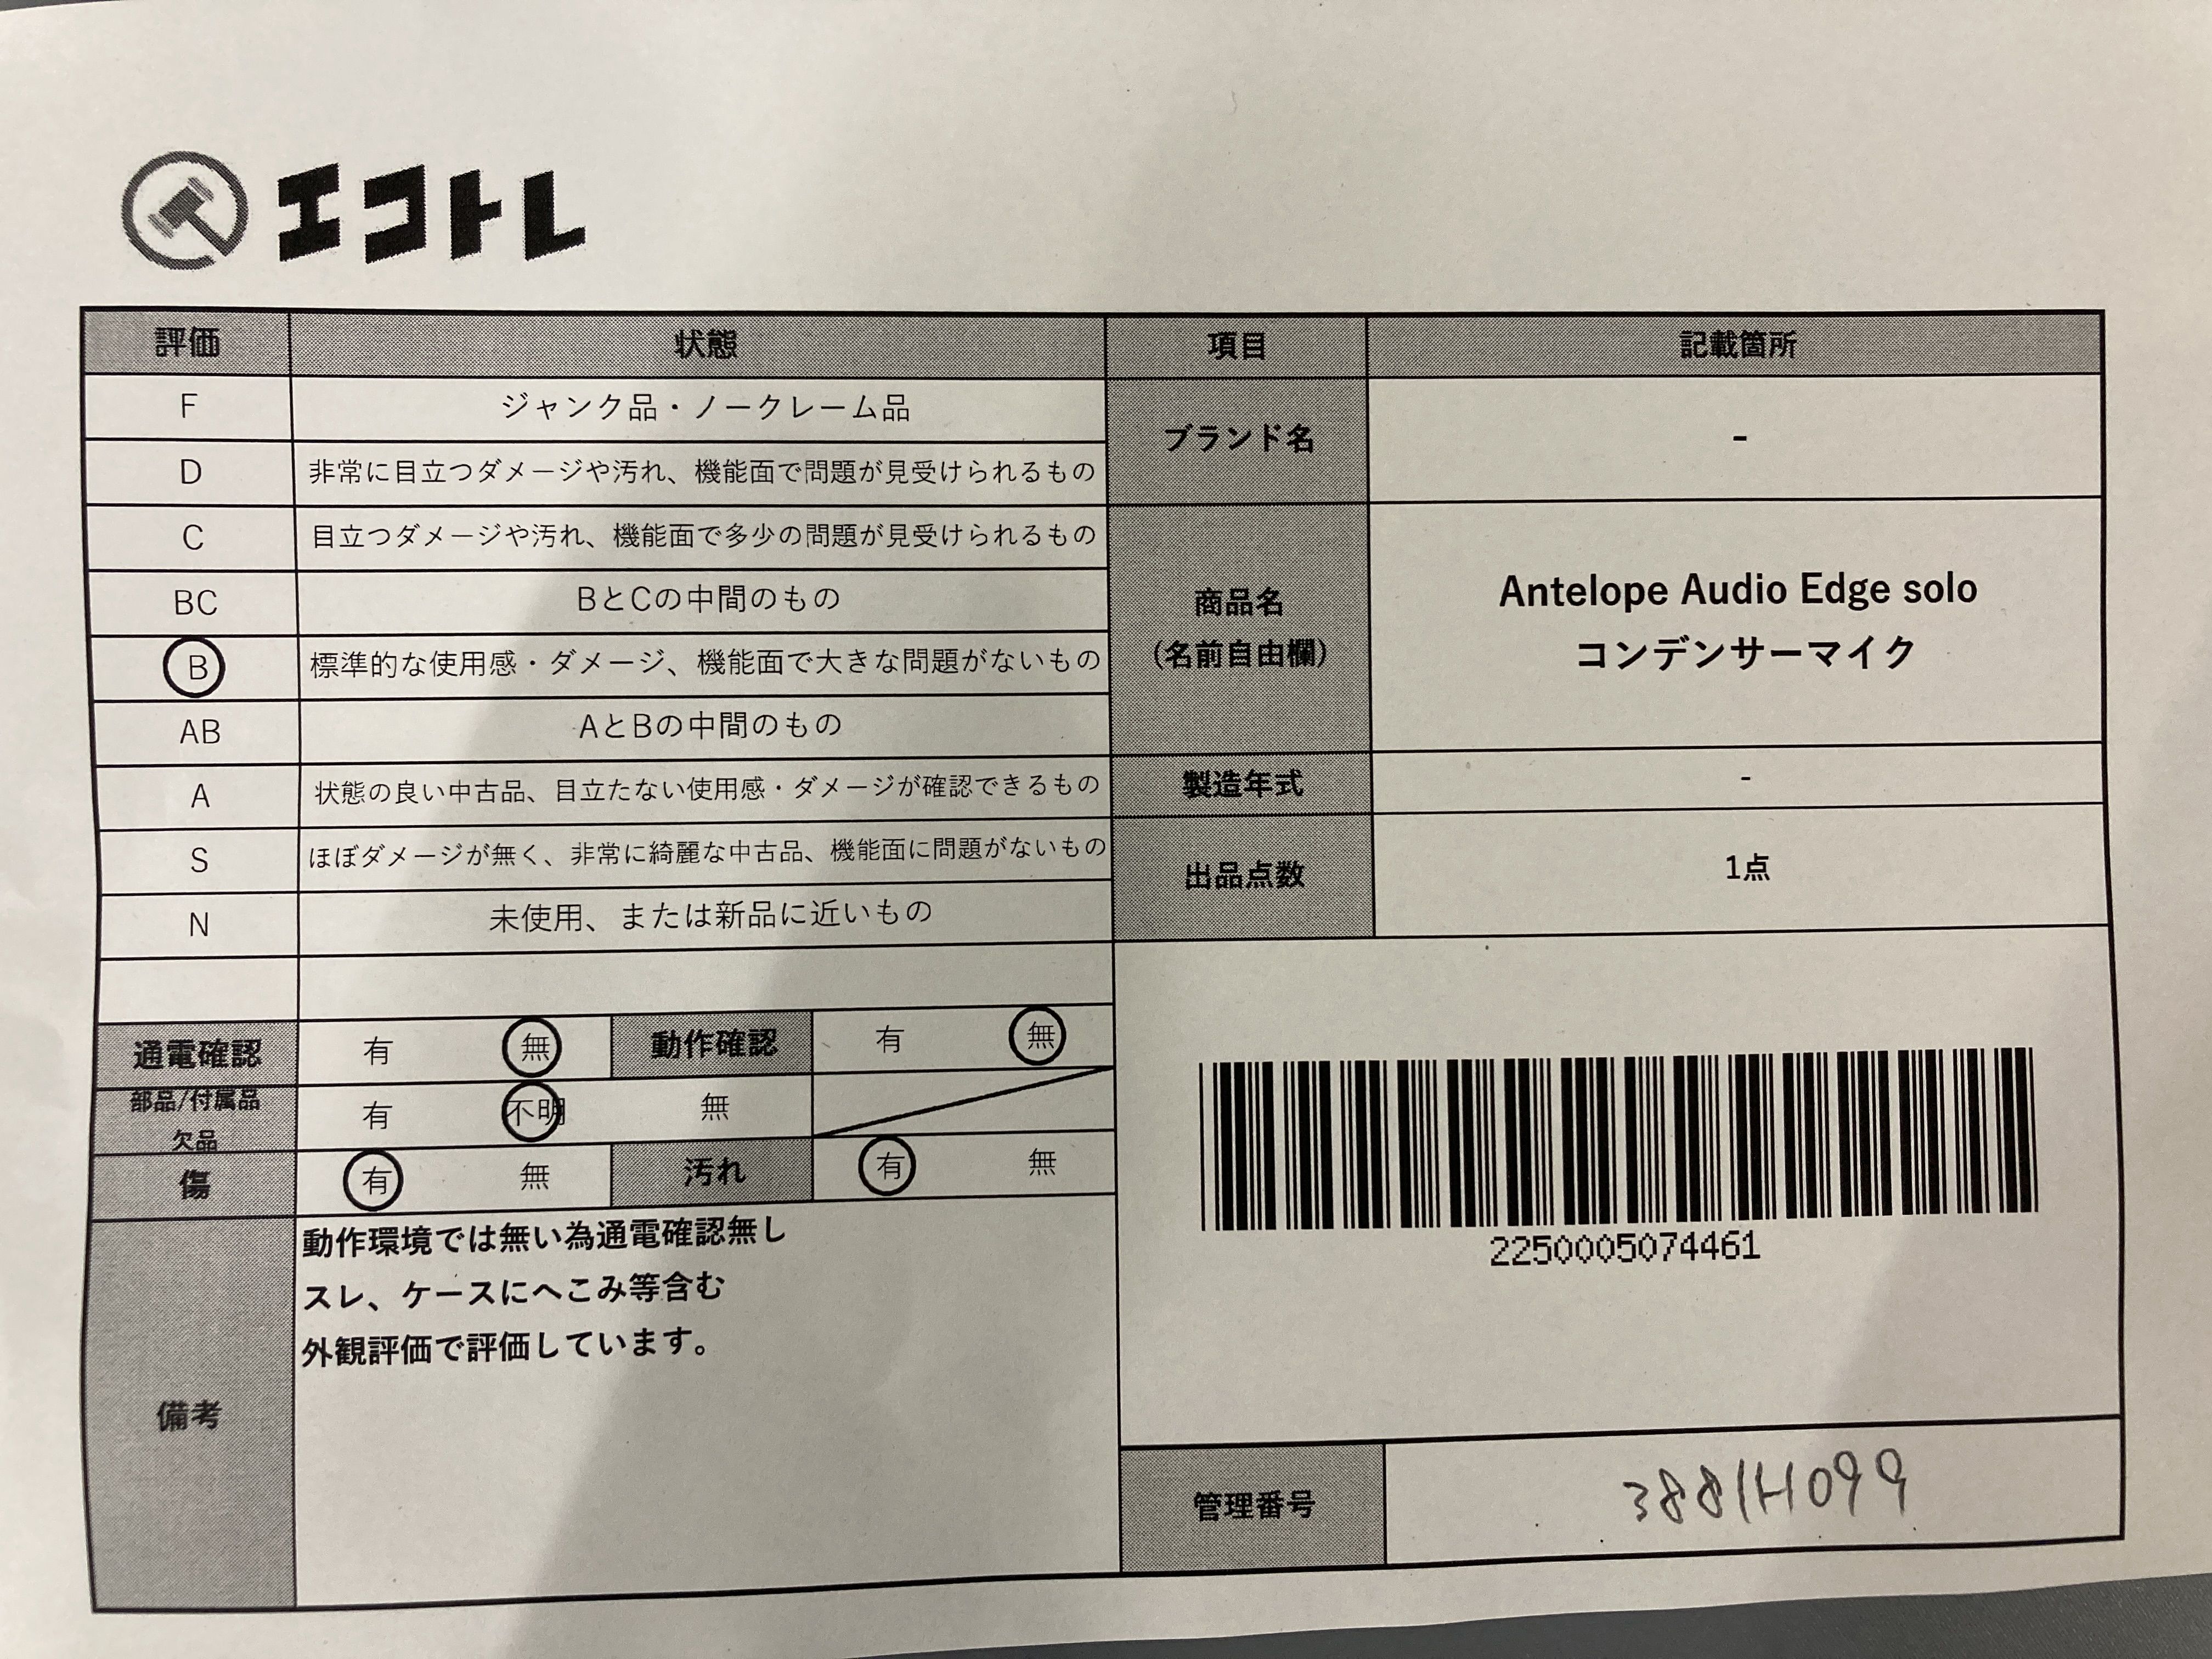 エコトレ
評価 状態 項目 記載箇所
F ジャンク品・ノークレーム品
D 非常に目立つダメージや汚れ、機能面で問題が見受けられるもの
ブランド名 -
C 目立つダメージや汚れ、機能面で多少の問題が見受けられるもの
BC BとCの中間のもの
B 標準的な使用感・ダメージ、機能面で大きな問題がないもの
商品名
(名前自由欄)
Antelope Audio Edge solo
コンデンサーマイク
AB AとBの中間のもの
A 状態の良い中古品、目立たない使用感・ダメージが確認できるもの
製造年式 -
S ほぼダメージが無く、非常に綺麗な中古品、機能面に問題がないもの
出品点数 1点
N 未使用、または新品に近いもの
通電確認 有 無 動作確認 有 無
部品/付属品
欠品
有 不明 無
傷 有 無 汚れ 有 無
備考
動作環境では無い為通電確認無し
スレ、ケースにへこみ等含む
外観評価で評価しています。
2250005074461
管理番号 3881H099